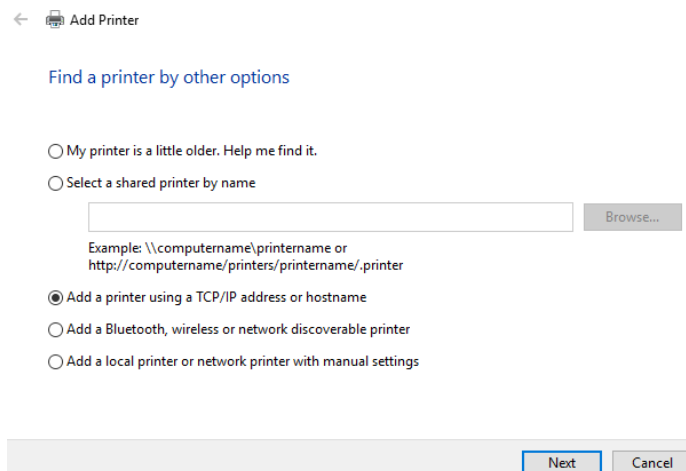 Add Printer
Find a printer by other options
My printer is a little older. Help me find it.
Select a shared printer by name
Browse...
Example: \\computername\printername or
http://computername/printers/printername/.printer
Add a printer using a TCP/IP address or hostname
Add a Bluetooth, wireless or network discoverable printer
Add a local printer or network printer with manual settings
Next Cancel